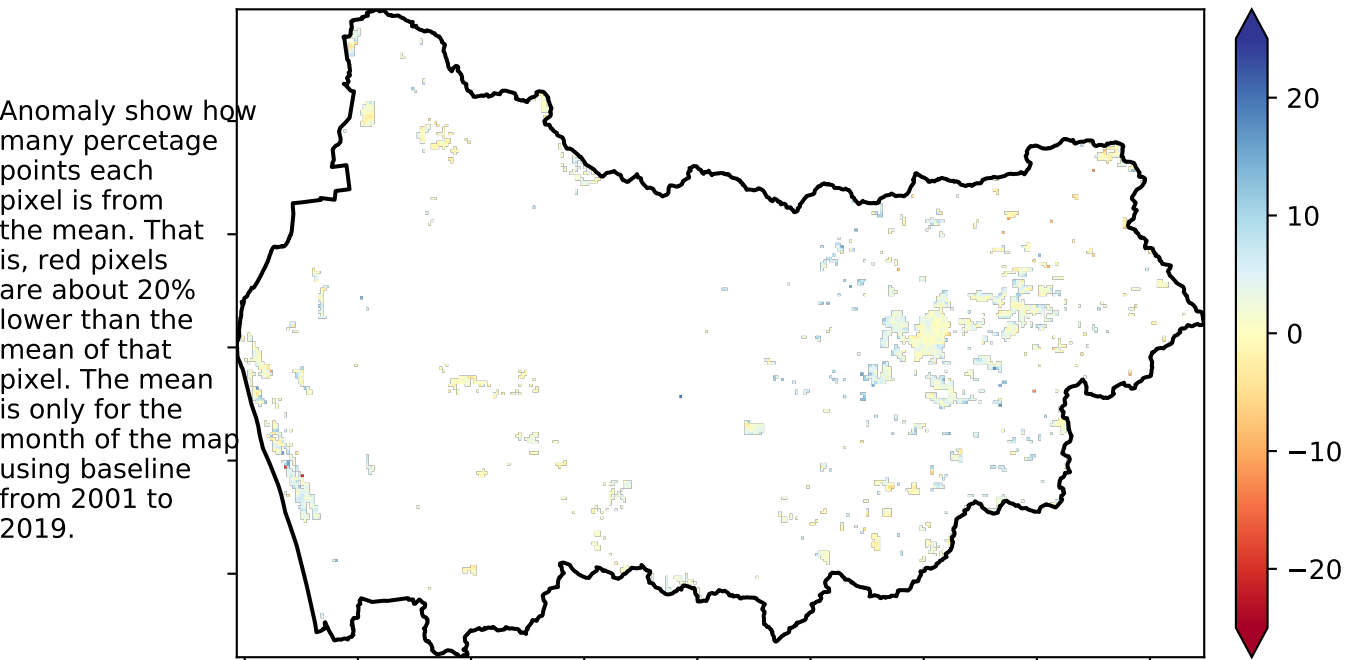 Anomaly show how
many percetage
points each
pixel is from
the mean. That
is, red pixels
are about 20%
lower than the
mean of that
pixel. The mean
is only for the
month of the map
using baseline
from 2001 to
2019.
20
10
0
−10
−20